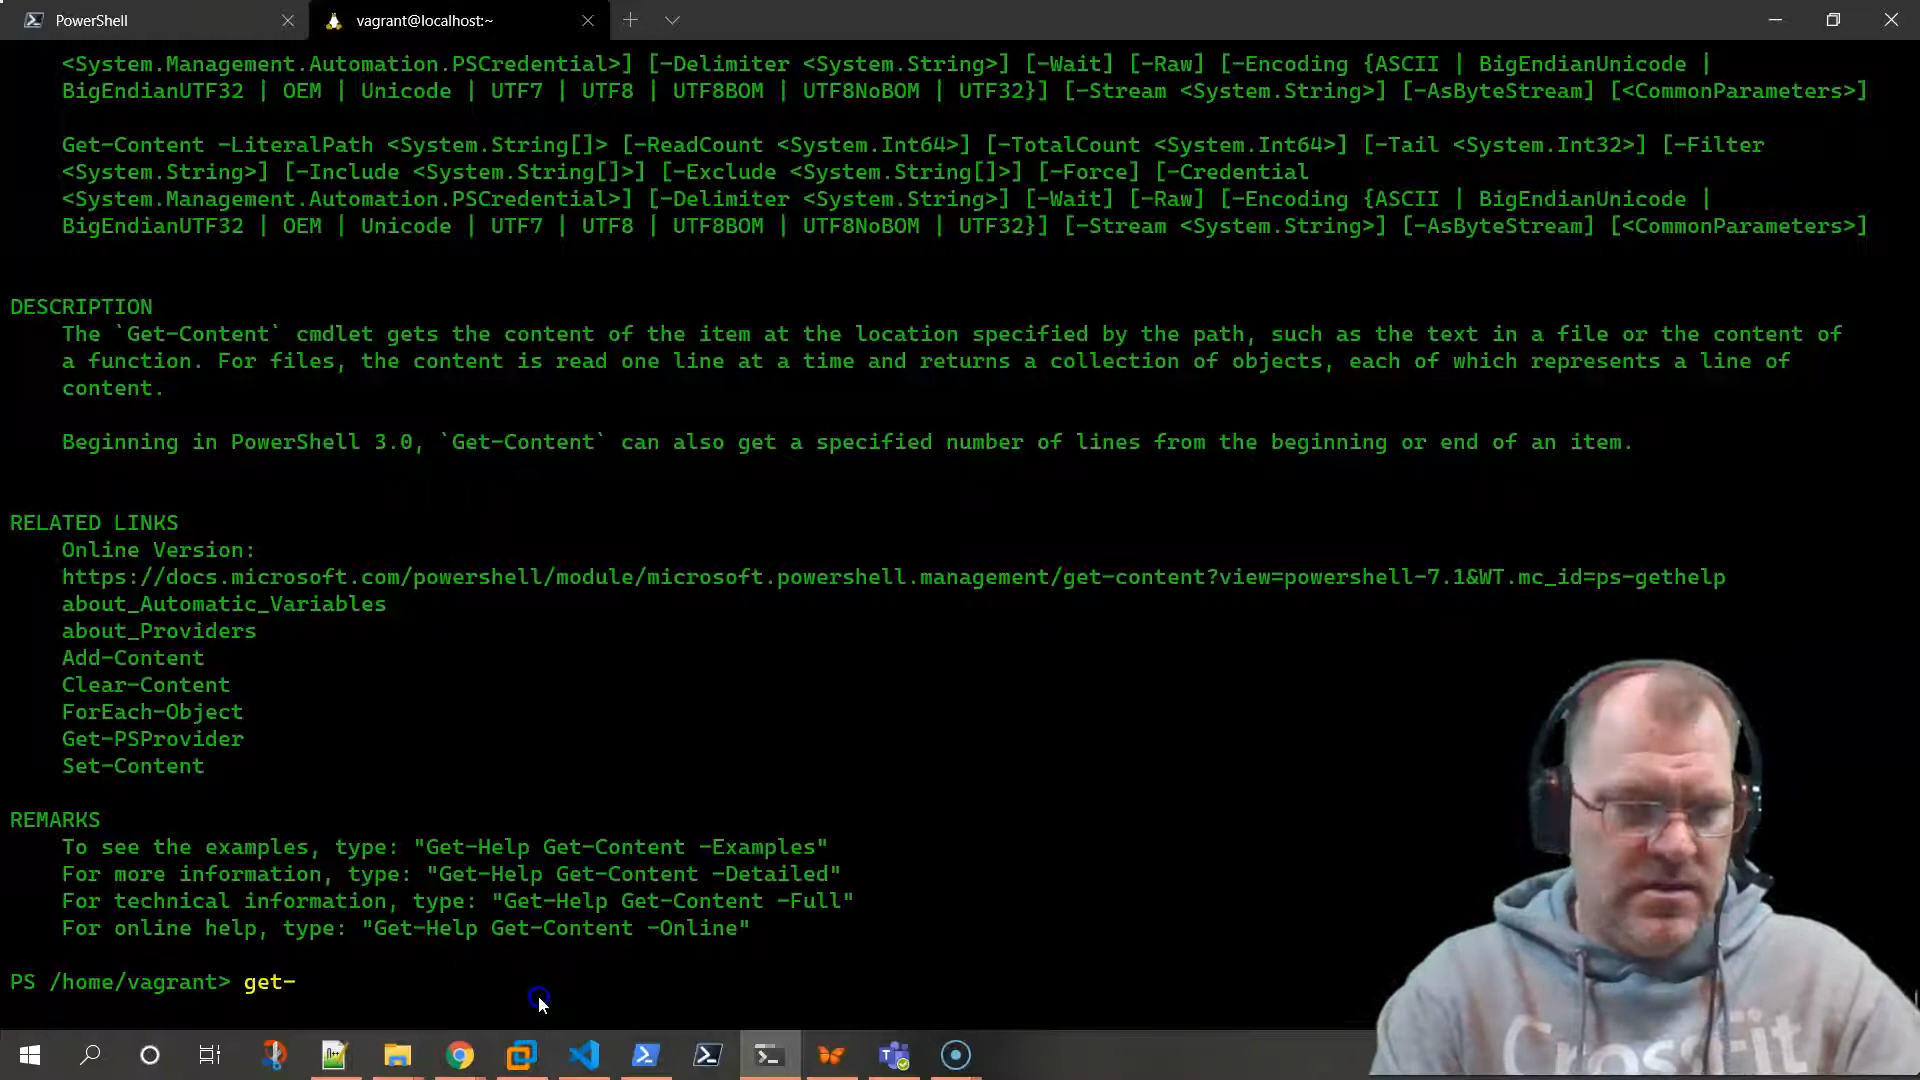 PowerShell
vagrant@localhost:~
<System.Management.Automation.PSCredential>] [-Delimiter <System.String>] [-Wait] [-Raw] [-Encoding {ASCII | BigEndianUnicode |
BigEndianUTF32 | OEM | Unicode | UTF7 | UTF8 | UTF8BOM | UTF8NoBOM | UTF32}] [-Stream <System.String>] [-AsByteStream] [<CommonParameters>]
Get-Content -LiteralPath <System.String[]> [-ReadCount <System.Int64>] [-TotalCount <System.Int64>] [-Tail <System.Int32>] [-Filter
<System.String>] [-Include <System.String[]>] [-Exclude <System.String[]>] [-Force] [-Credential
<System.Management.Automation.PSCredential>] [-Delimiter <System.String>] [-Wait] [-Raw] [-Encoding {ASCII | BigEndianUnicode |
BigEndianUTF32 | OEM | Unicode | UTF7 | UTF8 | UTF8BOM | UTF8NoBOM | UTF32}] [-Stream <System.String>] [-AsByteStream] [<CommonParameters>]
DESCRIPTION
The `Get-Content` cmdlet gets the content of the item at the location specified by the path, such as the text in a file or the content of
a function. For files, the content is read one line at a time and returns a collection of objects, each of which represents a line of
content.
Beginning in PowerShell 3.0, `Get-Content` can also get a specified number of lines from the beginning or end of an item.
RELATED LINKS
Online Version:
https://docs.microsoft.com/powershell/module/microsoft.powershell.management/get-content?view=powershell-7.1&WT.mc_id=ps-gethelp
about_Automatic_Variables
about_Providers
Add-Content
Clear-Content
ForEach-Object
Get-PSProvider
Set-Content
REMARKS
To see the examples, type: "Get-Help Get-Content -Examples"
For more information, type: "Get-Help Get-Content -Detailed"
For technical information, type: "Get-Help Get-Content -Full"
For online help, type: "Get-Help Get-Content -Online"
PS /home/vagrant> get-
CrossFit